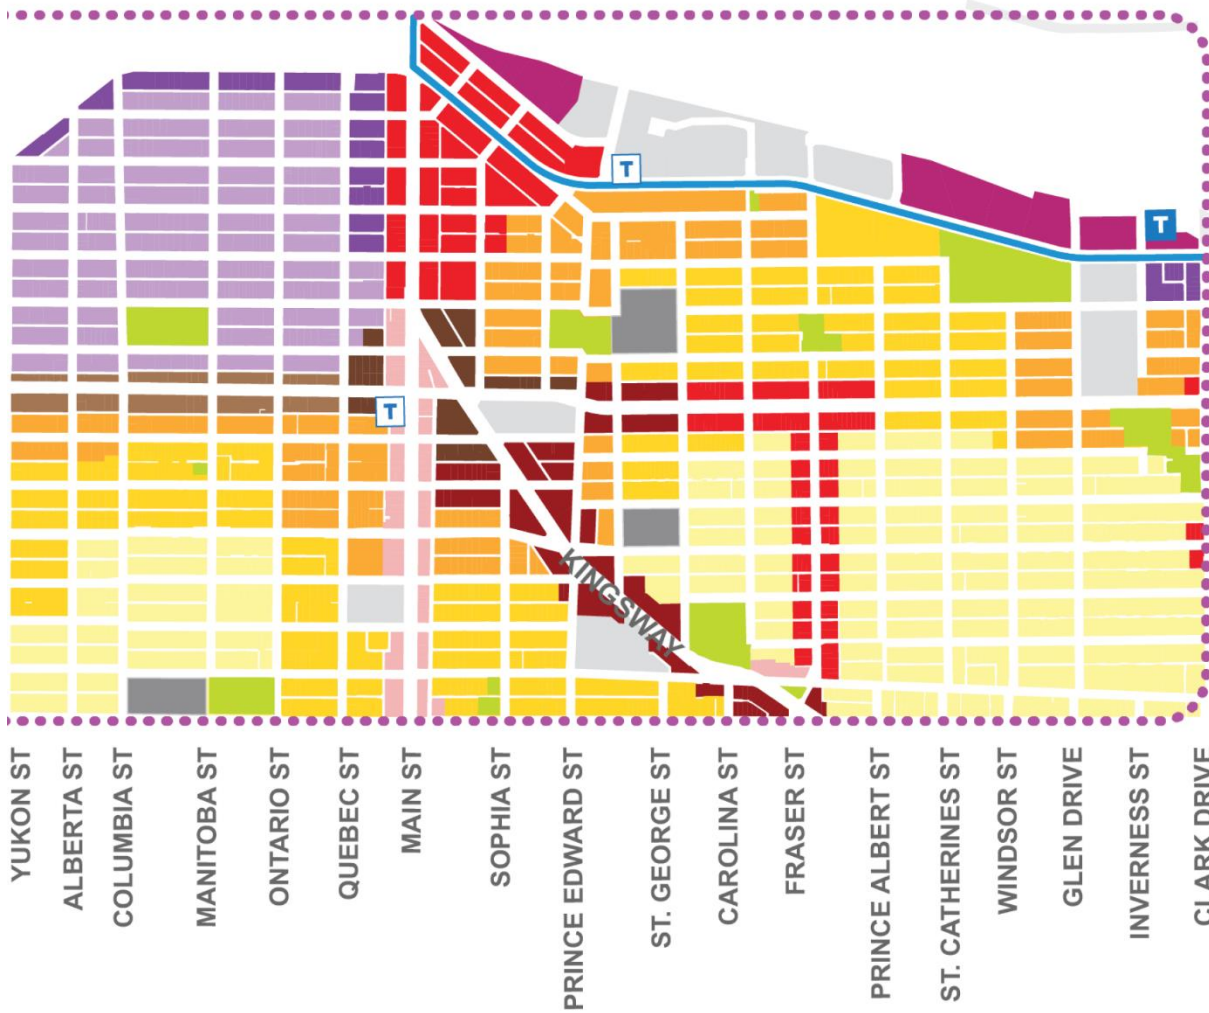 T
T
T
KINGSWAY
YUKON ST
ALBERTA ST
COLUMBIA ST
MANITOBA ST
ONTARIO ST
QUEBEC ST
MAIN ST
SOPHIA ST
PRINCE EDWARD ST
ST. GEORGE ST
CAROLINA ST
FRASER ST
PRINCE ALBERT ST
ST. CATHERINES ST
WINDSOR ST
GLEN DRIVE
INVERNESS ST
CLARK DRIVE